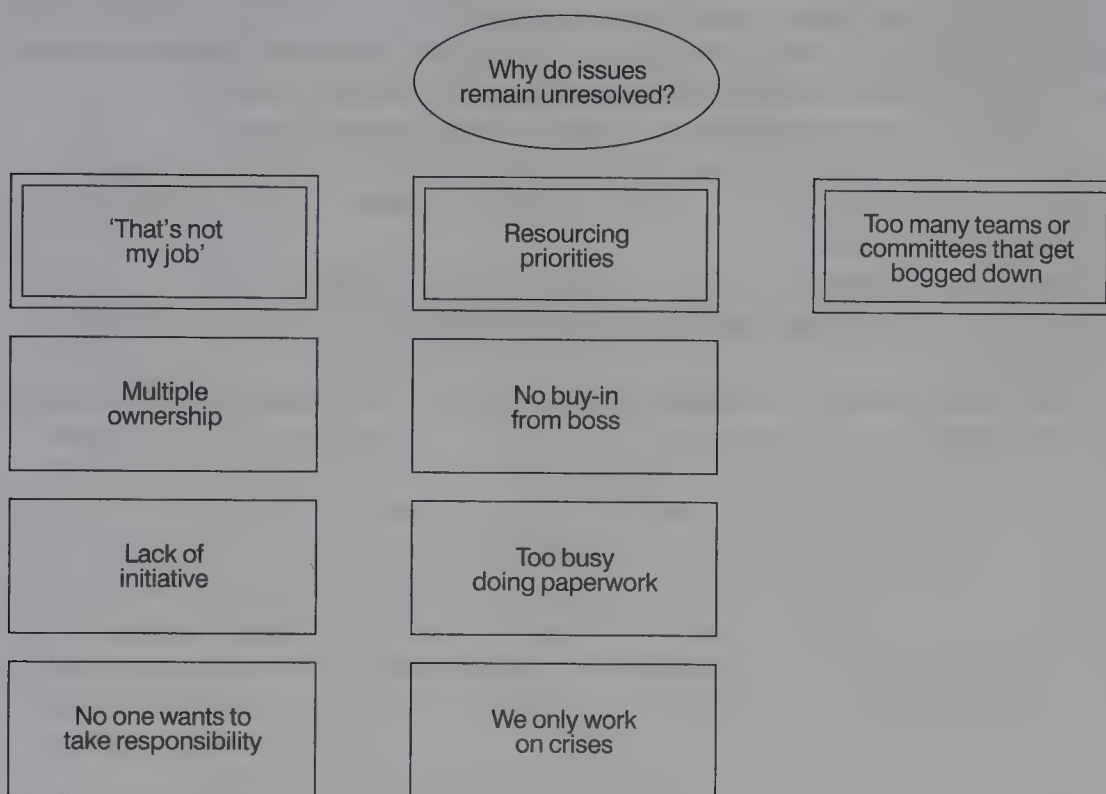 Why do issues
remain unresolved?
‘That’s not
my job’
Resourcing
priorities
Too many teams or
committees that get
bogged down
Multiple
ownership
No buy-in
from boss
Lack of
initiative
Too busy
doing paperwork
No one wants to
take responsibility
We only work
on crises